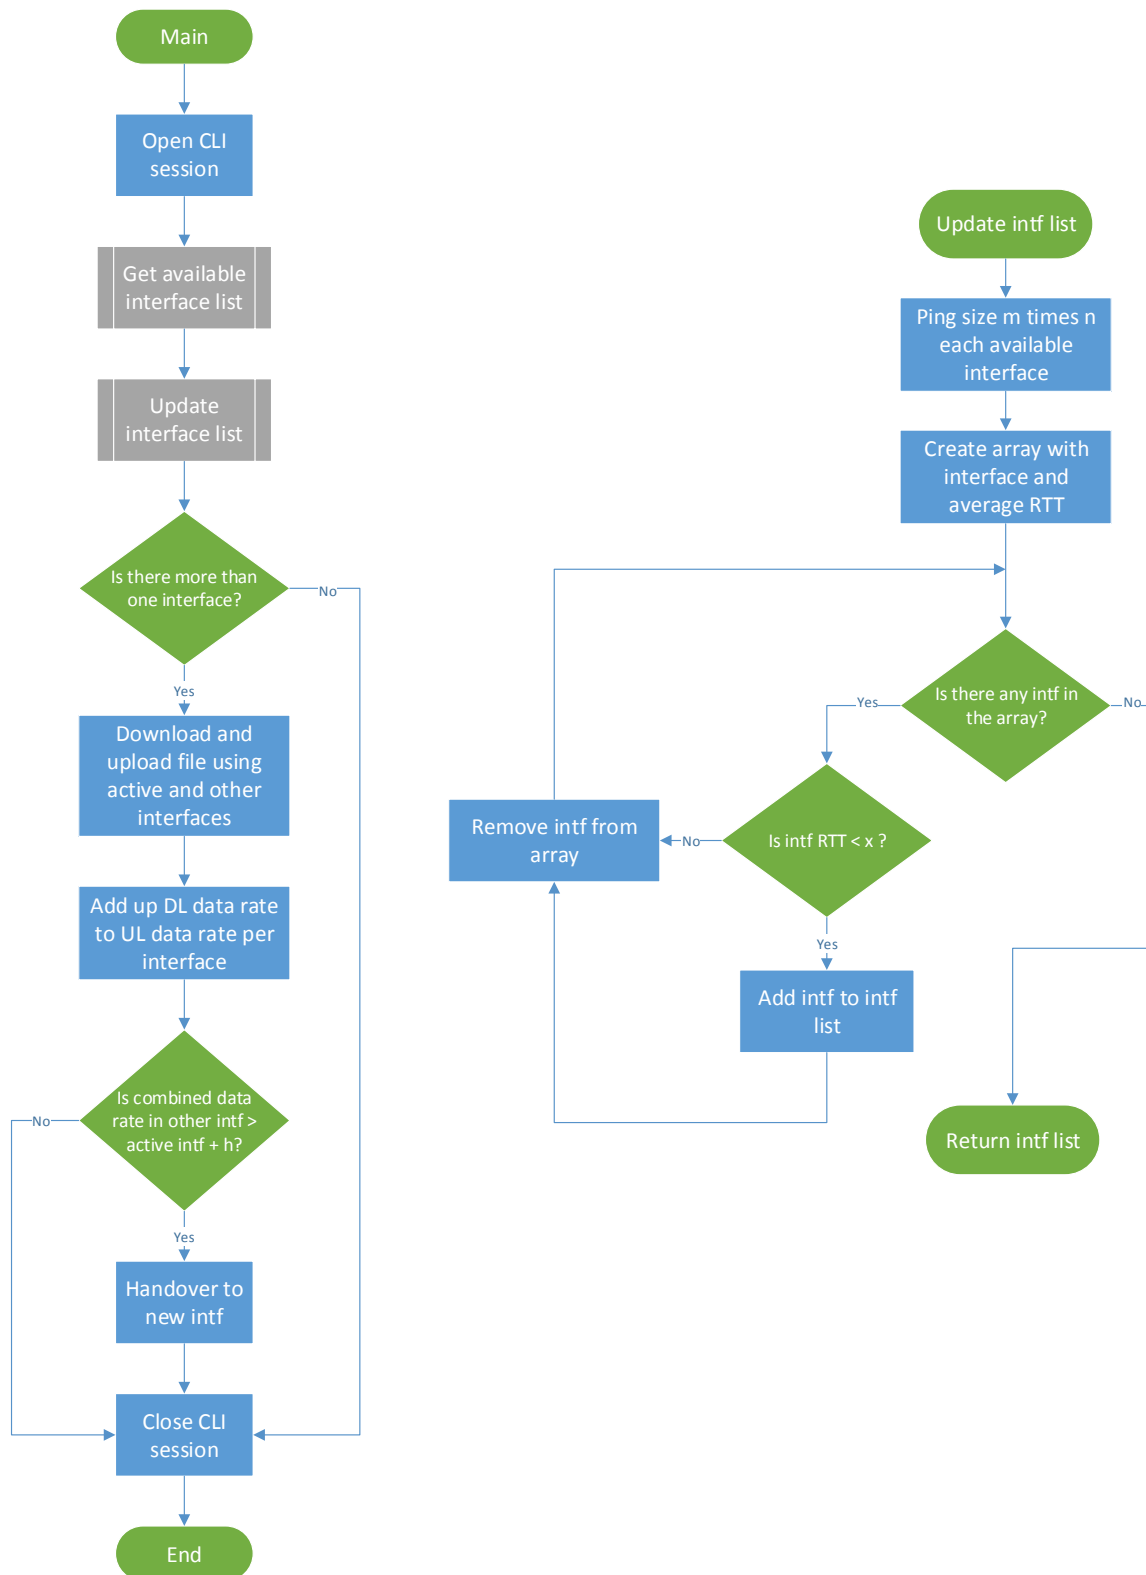 Main
Open CLI
session
Get available
interface list
Update
interface list
Is there more than
one interface?
No
Yes
Download and
upload file using
active and other
interfaces
Add up DL data rate
to UL data rate per
interface
Is combined data
rate in other intf >
active intf + h?
No
Yes
Handover to
new intf
Close CLI
session
End
Update intf list
Ping size m times n
each available
interface
Create array with
interface and
average RTT
Is there any intf in
the array?
Yes
No
Is intf RTT < x ?
No
Remove intf from
array
Yes
Add intf to intf
list
Return intf list